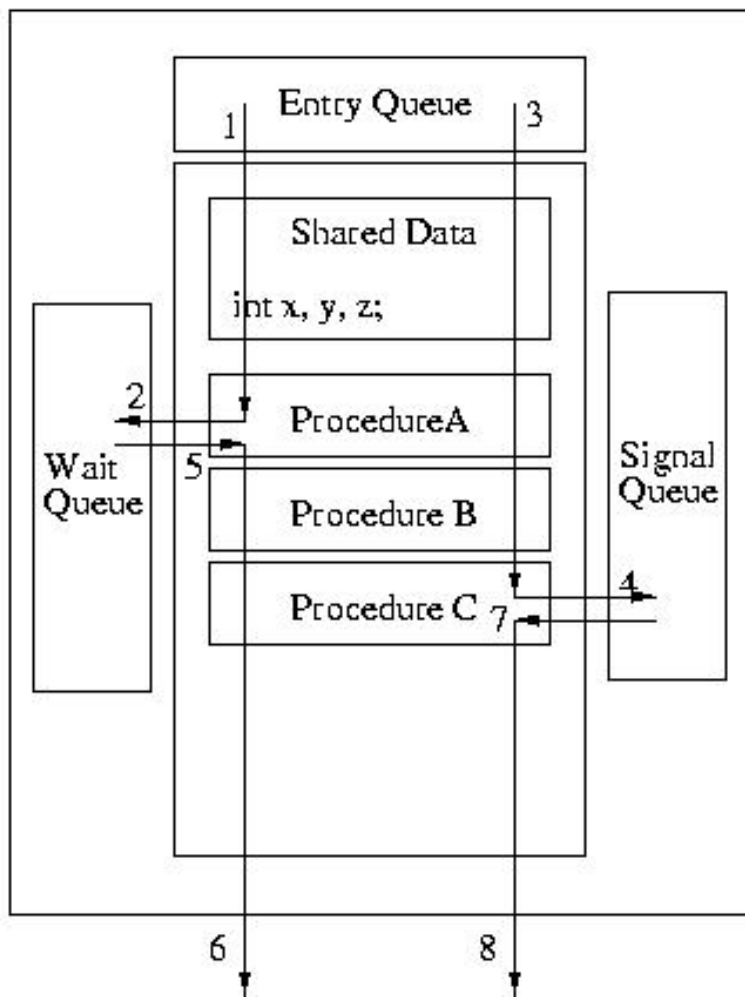 1
Entry Queue
3
Shared Data
int x, y, z;
2
ProcedureA
5
Wait
Queue
Signal
Queue
Procedure B
4
Procedure C
7
6
8